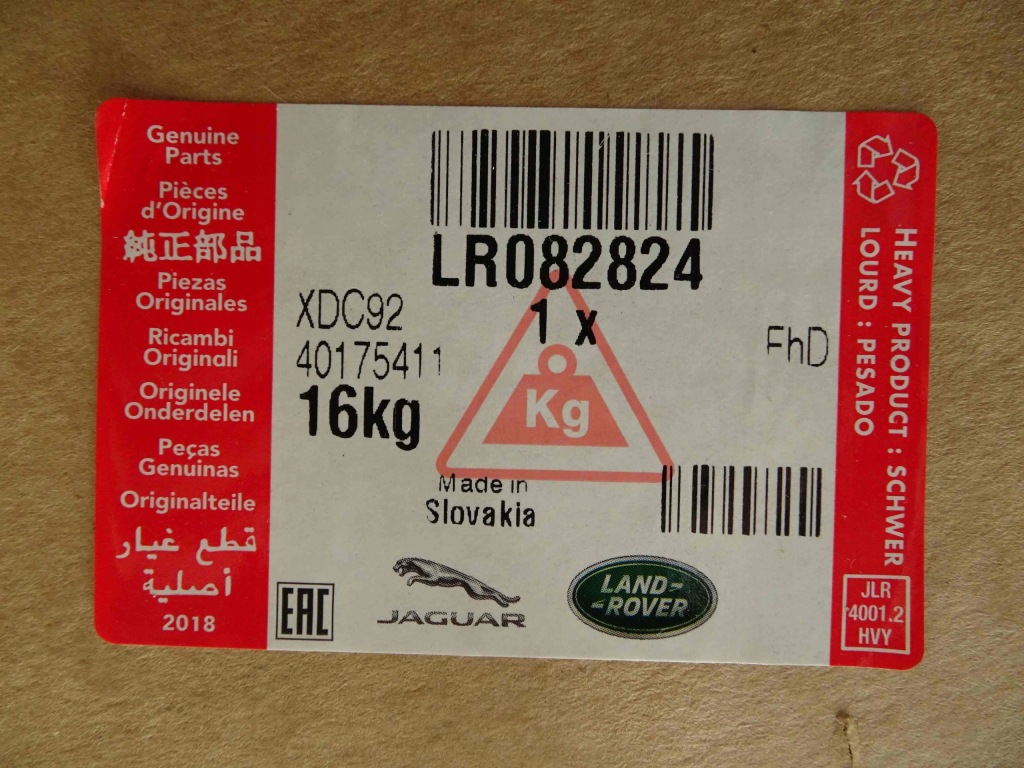 Genuine
Parts
Pièces
d'Origine
純正部品
Piezas
Originales
Ricambi
Originali
Originele
Onderdelen
Peças
Genuinas
Originalteile
قطع غيار
أصلية
2018
LR082824
1 x
XDC92
40175411
16kg
FhD
Kg
Made in
Slovakia
EAC
JAGUAR
LAND-
-ROVER
HEAVY PRODUCT : SCHWER
LOURD : PESADO
JLR
4001.2
HVY